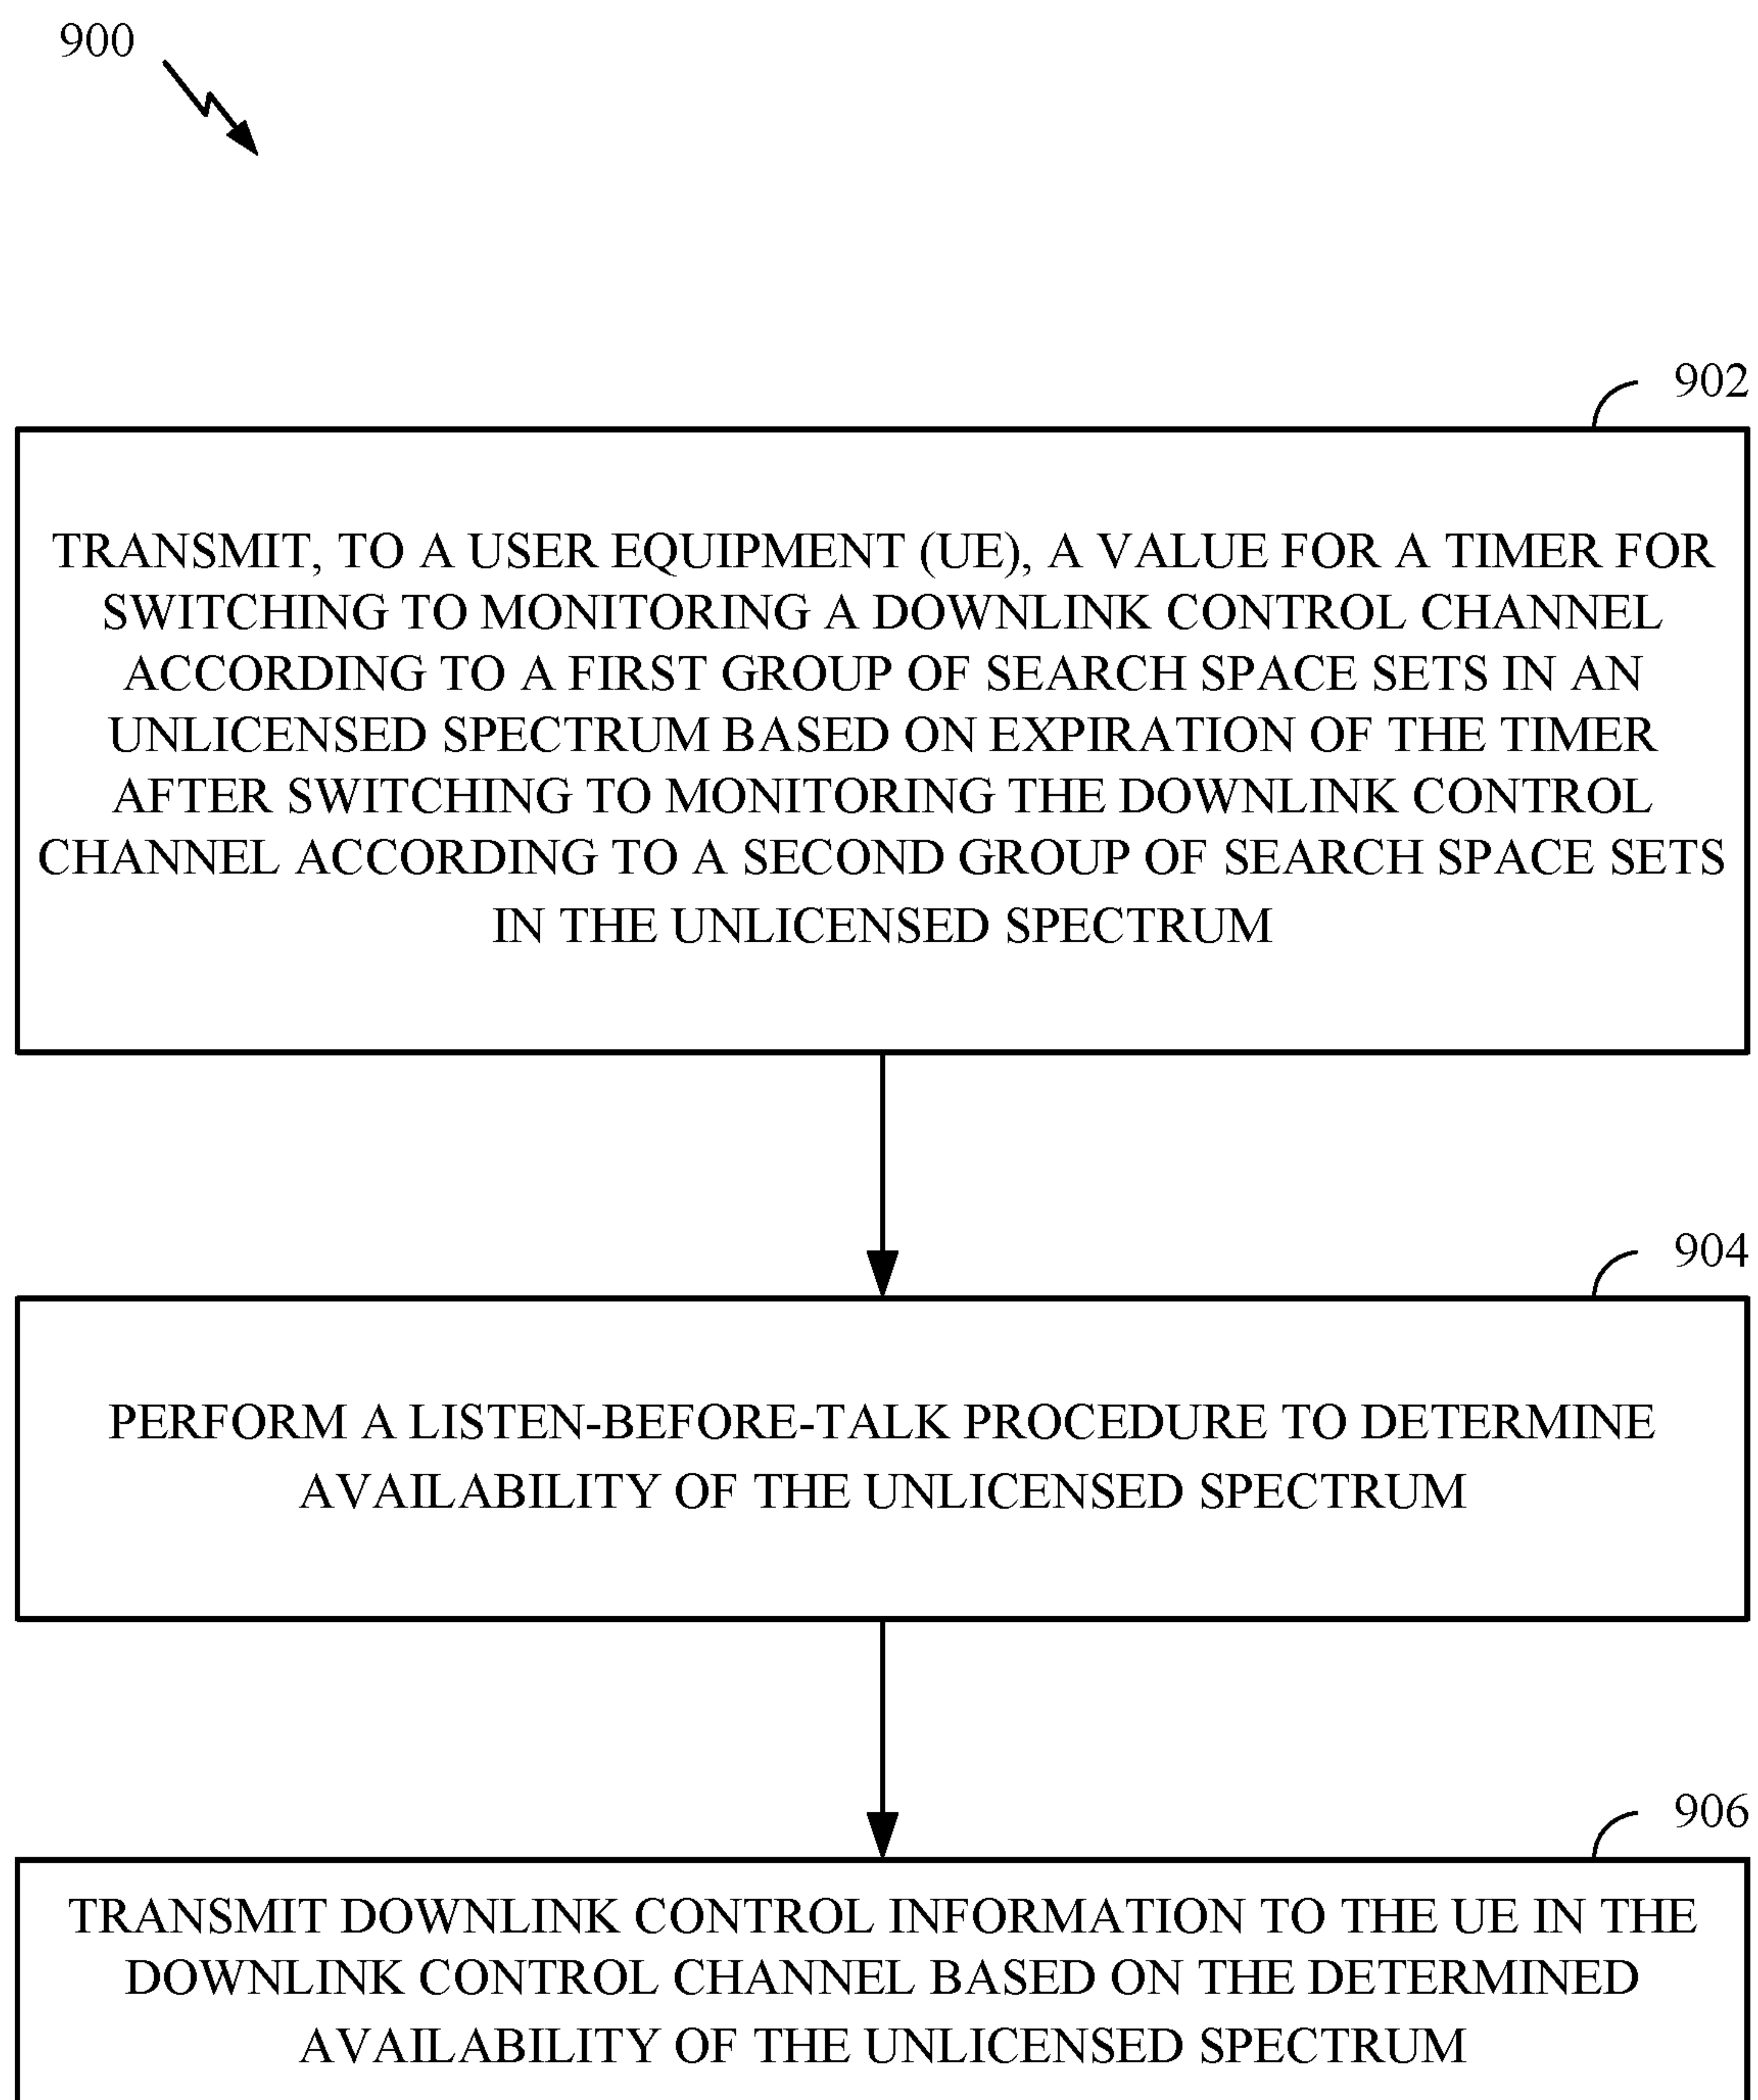 900
902
TRANSMIT, TO A USER EQUIPMENT (UE), A VALUE FOR A TIMER FOR
SWITCHING TO MONITORING A DOWNLINK CONTROL CHANNEL
ACCORDING TO A FIRST GROUP OF SEARCH SPACE SETS IN AN
UNLICENSED SPECTRUM BASED ON EXPIRATION OF THE TIMER
AFTER SWITCHING TO MONITORING THE DOWNLINK CONTROL
CHANNEL ACCORDING TO A SECOND GROUP OF SEARCH SPACE SETS
IN THE UNLICENSED SPECTRUM
904
PERFORM A LISTEN-BEFORE-TALK PROCEDURE TO DETERMINE
AVAILABILITY OF THE UNLICENSED SPECTRUM
906
TRANSMIT DOWNLINK CONTROL INFORMATION TO THE UE IN THE
DOWNLINK CONTROL CHANNEL BASED ON THE DETERMINED
AVAILABILITY OF THE UNLICENSED SPECTRUM